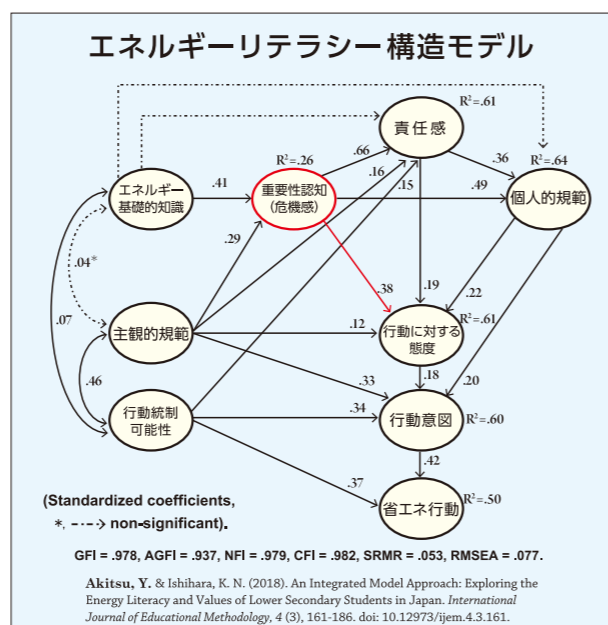 エネルギーリテラシー構造モデル
R²=.61
責任感
R²=.26
.66
.36
R²=.64
エネルギー
基礎的知識
.41
重要性認知
(危機感)
.16
.15
.49
個人的規範
.29
.04*
.38
.19
.22
.07
主観的規範
.12
行動に対する
態度
R²=.61
.18
.46
.33
.20
行動統制
可能性
.34
行動意図
R²=.60
.37
.42
(Standardized coefficients,
*, ---> non-significant).
省エネ行動
R²=.50
GFI = .978, AGFI = .937, NFI = .979, CFI = .982, SRMR = .053, RMSEA = .077.
Akitsu, Y. & Ishihara, K. N. (2018). An Integrated Model Approach: Exploring the
Energy Literacy and Values of Lower Secondary Students in Japan. International
Journal of Educational Methodology, 4 (3), 161-186. doi: 10.12973/ijem.4.3.161.